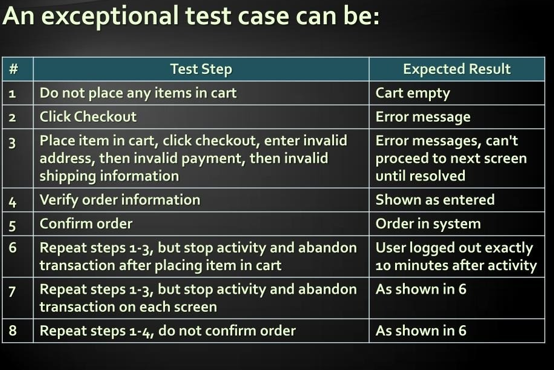 An exceptional test case can be:
# Test Step Expected Result
1 Do not place any items in cart Cart empty
2 Click Checkout Error message
3 Place item in cart, click checkout, enter invalid Error messages, can't
address, then invalid payment, then invalid proceed to next screen
shipping information until resolved
4 Verify order information Shown as entered
5 Confirm order Order in system
6 Repeat steps 1-3, but stop activity and abandon User logged out exactly
transaction after placing item in cart 10 minutes after activity
7 Repeat steps 1-3, but stop activity and abandon As shown in 6
transaction on each screen
8 Repeat steps 1-4, do not confirm order As shown in 6